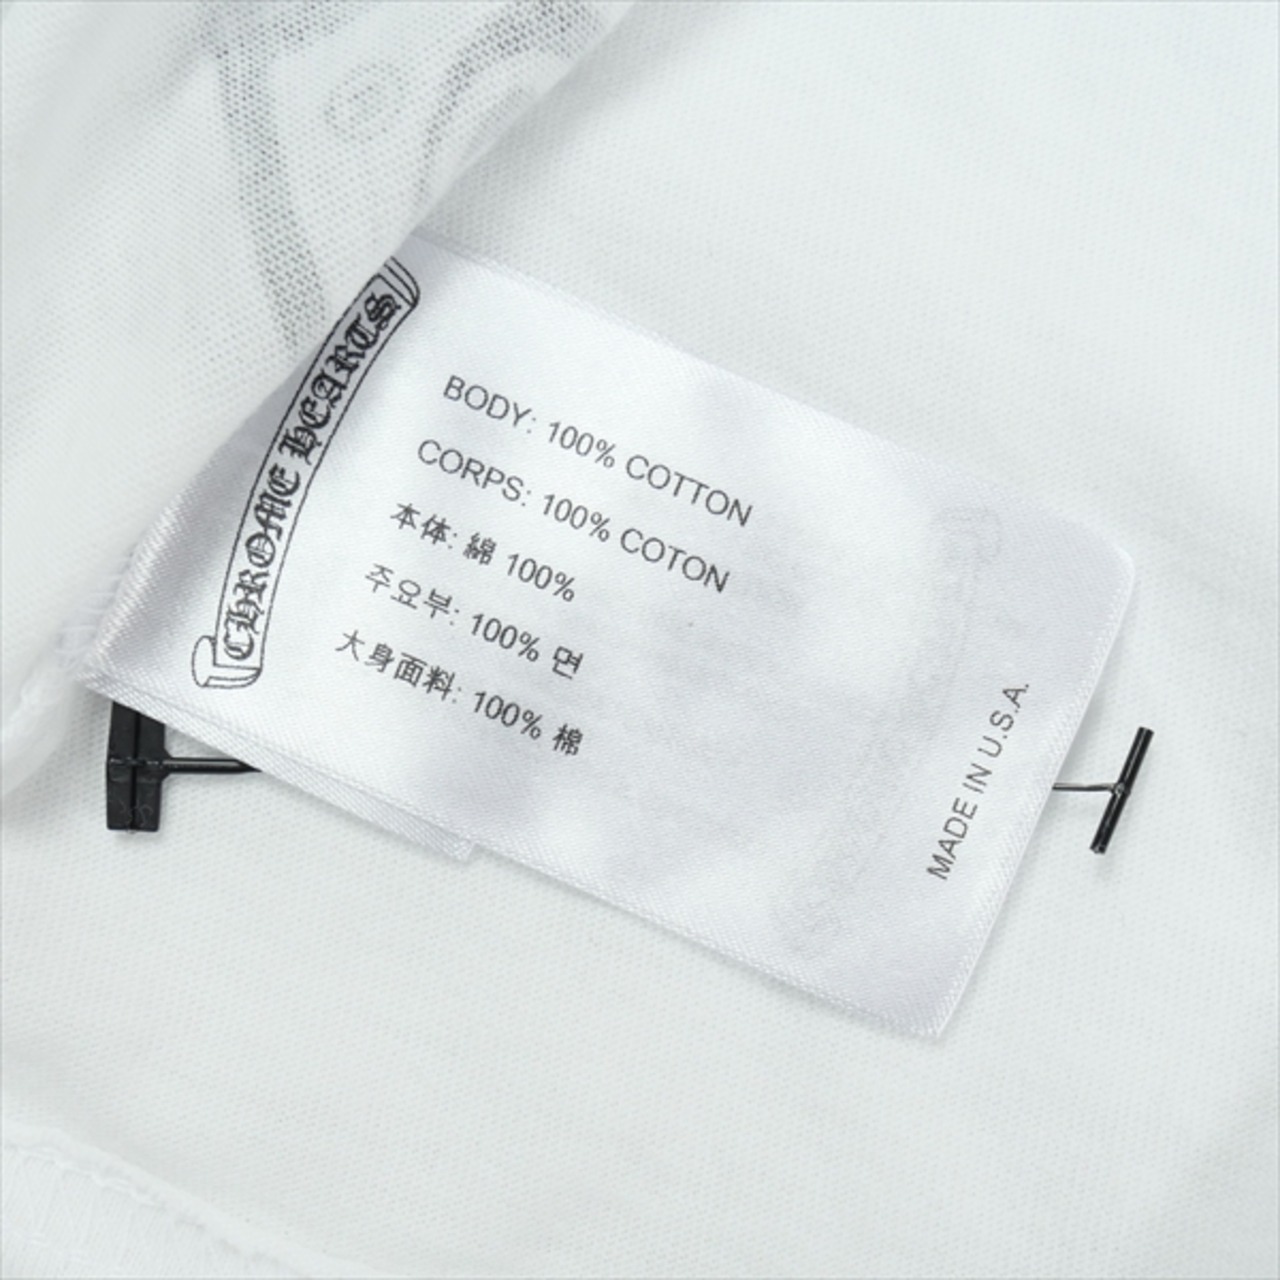 CHROME HEARTS
BODY: 100% COTTON
CORPS: 100% COTON
本体: 綿 100%
주요부: 100% 면
大身面料: 100% 棉
MADE IN U.S.A.